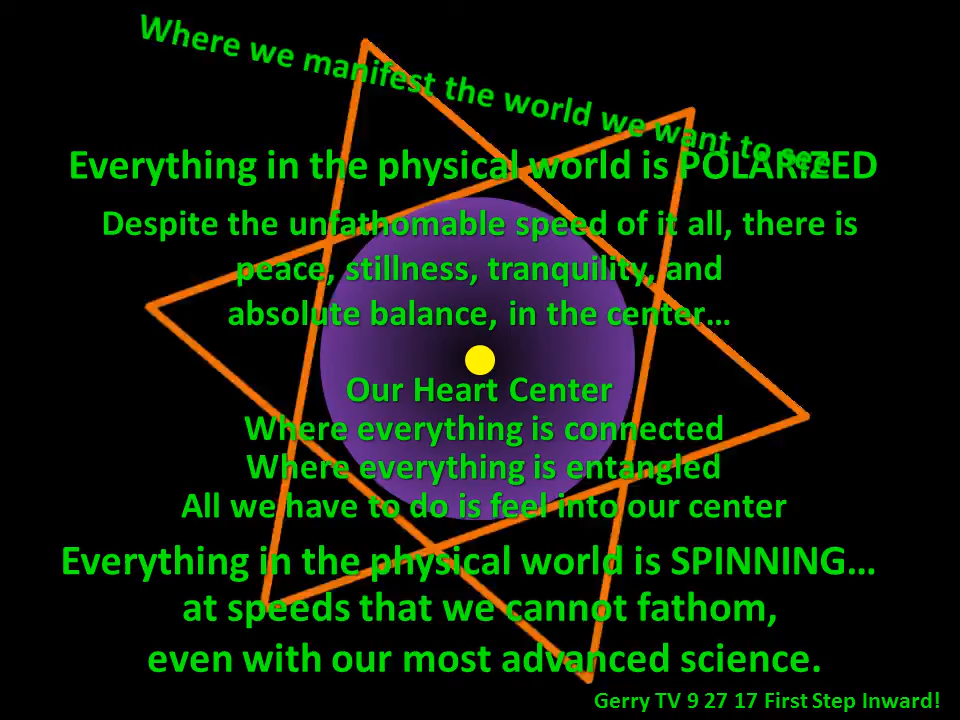 Where we manifest the world we want to see
Everything in the physical world is POLARIZED
Despite the unfathomable speed of it all, there is
peace, stillness, tranquility, and
absolute balance, in the center…
Our Heart Center
Where everything is connected
Where everything is entangled
All we have to do is feel into our center
Everything in the physical world is SPINNING…
at speeds that we cannot fathom,
even with our most advanced science.
Gerry TV 9 27 17 First Step Inward!